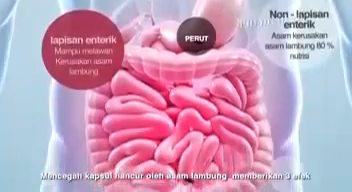 lapisan enterik
Mampu melawan
Kerusakan asam
lambung
PERUT
Non - lapisan
enterik
Asam kerusakan
asam lambung 80 %
nutrisi
Mencegah kapsul hancur oleh asam lambung memberikan 3 efek